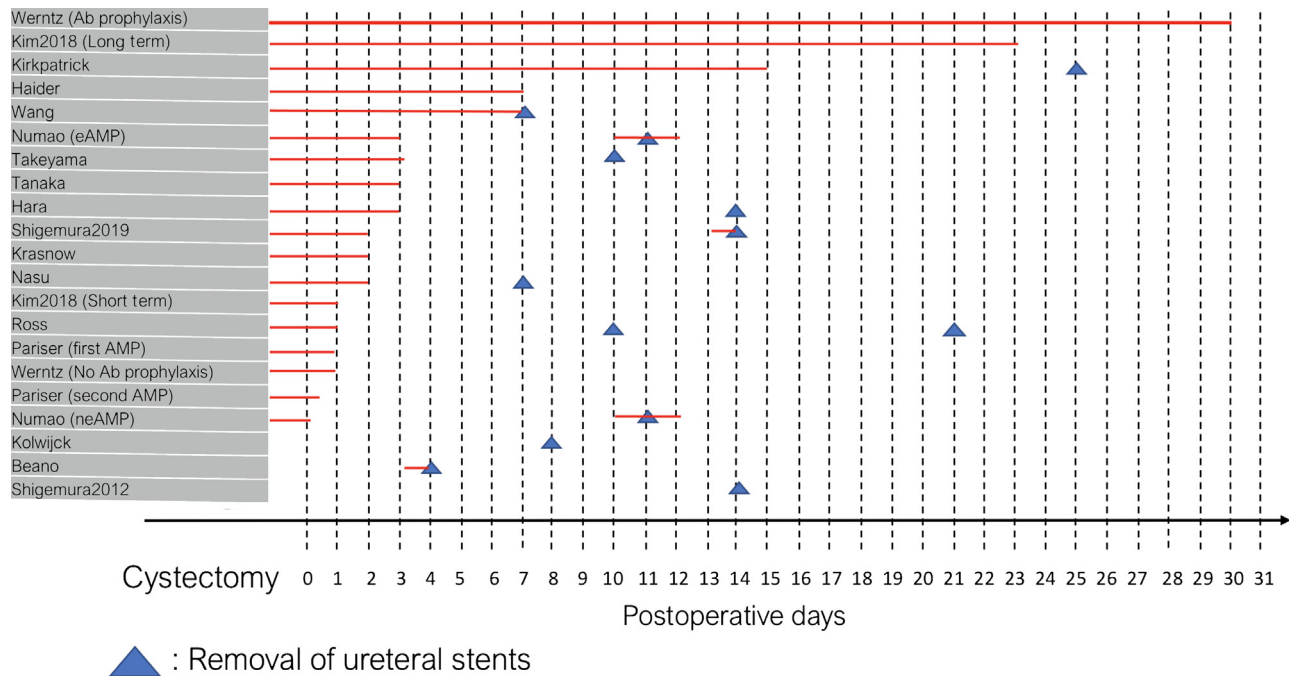 Werntz (Ab prophylaxis)
Kim2018 (Long term)
Kirkpatrick
Haider
Wang
Numao (eAMP)
Takeyama
Tanaka
Hara
Shigemura2019
Krasnow
Nasu
Kim2018 (Short term)
Ross
Pariser (first AMP)
Werntz (No Ab prophylaxis)
Pariser (second AMP)
Numao (neAMP)
Kolwijck
Beano
Shigemura2012
Cystectomy 0 1 2 3 4 5 6 7 8 9 10 11 12 13 14 15 16 17 18 19 20 21 22 23 24 25 26 27 28 29 30 31
Postoperative days
: Removal of ureteral stents